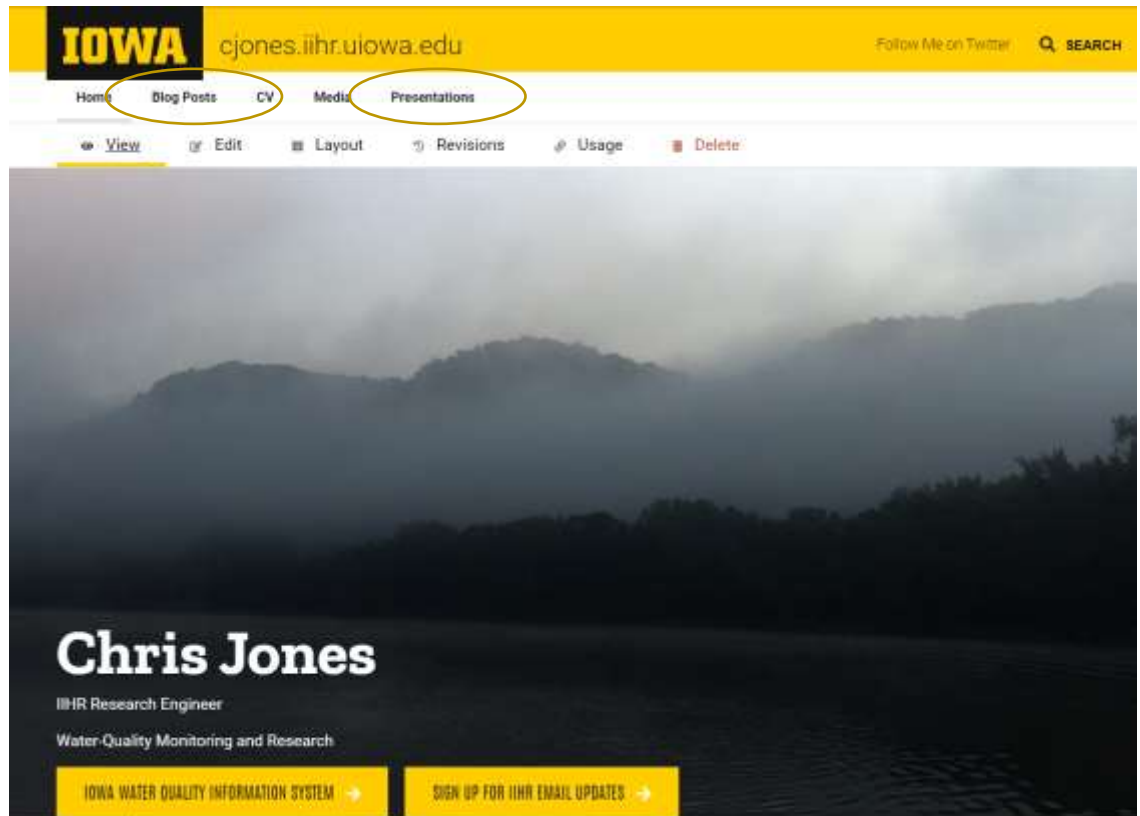 IOWA cjones.iihr.uiowa.edu Follow Me on Twitter SEARCH
Home Blog Posts CV Media Presentations
View Edit Layout Revisions Usage Delete
Chris Jones
IIHR Research Engineer
Water-Quality Monitoring and Research
IOWA WATER QUALITY INFORMATION SYSTEM SIGN UP FOR IIHR EMAIL UPDATES